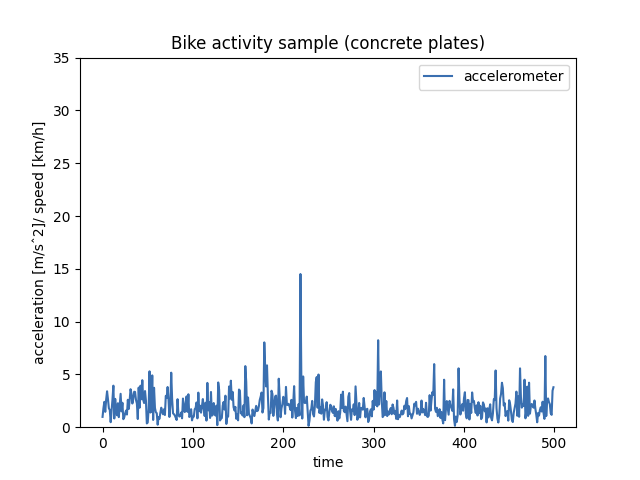 Bike activity sample (concrete plates)
accelerometer
acceleration [m/s^2]/ speed [km/h]
35
30
25
20
15
10
5
0
0 100 200 300 400 500
time